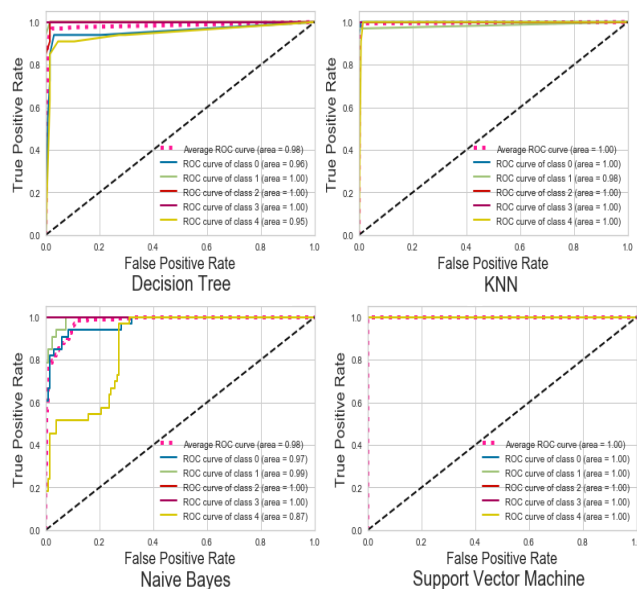 True Positive Rate
1.0
0.8
0.6
0.4
0.2
0.0
Average ROC curve (area = 0.98)
ROC curve of class 0 (area = 0.96)
ROC curve of class 1 (area = 1.00)
ROC curve of class 2 (area = 1.00)
ROC curve of class 3 (area = 1.00)
ROC curve of class 4 (area = 0.95)
0.0 0.2 0.4 0.6 0.8 1.0
False Positive Rate
Decision Tree
True Positive Rate
1.0
0.8
0.6
0.4
0.2
0.0
Average ROC curve (area = 1.00)
ROC curve of class 0 (area = 1.00)
ROC curve of class 1 (area = 0.98)
ROC curve of class 2 (area = 1.00)
ROC curve of class 3 (area = 1.00)
ROC curve of class 4 (area = 1.00)
0.0 0.2 0.4 0.6 0.8 1.0
False Positive Rate
KNN
True Positive Rate
1.0
0.8
0.6
0.4
0.2
0.0
Average ROC curve (area = 0.98)
ROC curve of class 0 (area = 0.97)
ROC curve of class 1 (area = 0.99)
ROC curve of class 2 (area = 1.00)
ROC curve of class 3 (area = 1.00)
ROC curve of class 4 (area = 0.87)
0.0 0.2 0.4 0.6 0.8 1.0
False Positive Rate
Naive Bayes
True Positive Rate
1.0
0.8
0.6
0.4
0.2
0.0
Average ROC curve (area = 1.00)
ROC curve of class 0 (area = 1.00)
ROC curve of class 1 (area = 1.00)
ROC curve of class 2 (area = 1.00)
ROC curve of class 3 (area = 1.00)
ROC curve of class 4 (area = 1.00)
0.0 0.2 0.4 0.6 0.8 1.0
False Positive Rate
Support Vector Machine